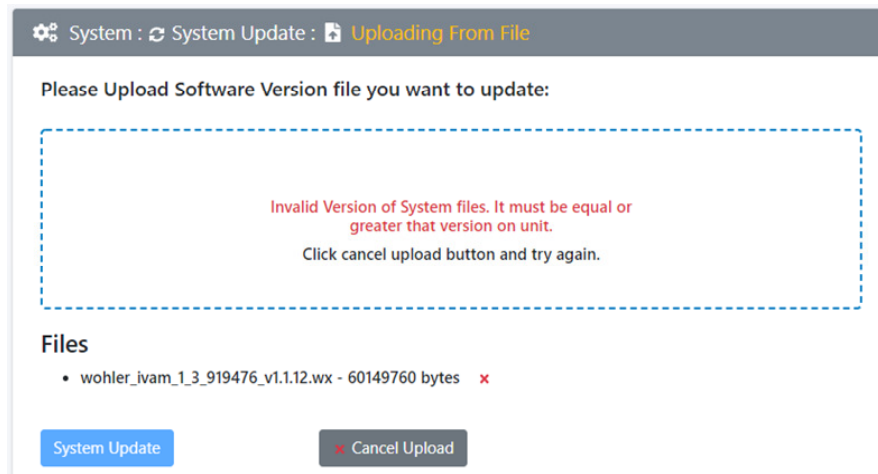 System : System Update : Uploading From File
Please Upload Software Version file you want to update:
Invalid Version of System files. It must be equal or
greater that version on unit.
Click cancel upload button and try again.
Files
• wohler_ivam_1_3_919476_v1.1.12.wx - 60149760 bytes ×
System Update
× Cancel Upload